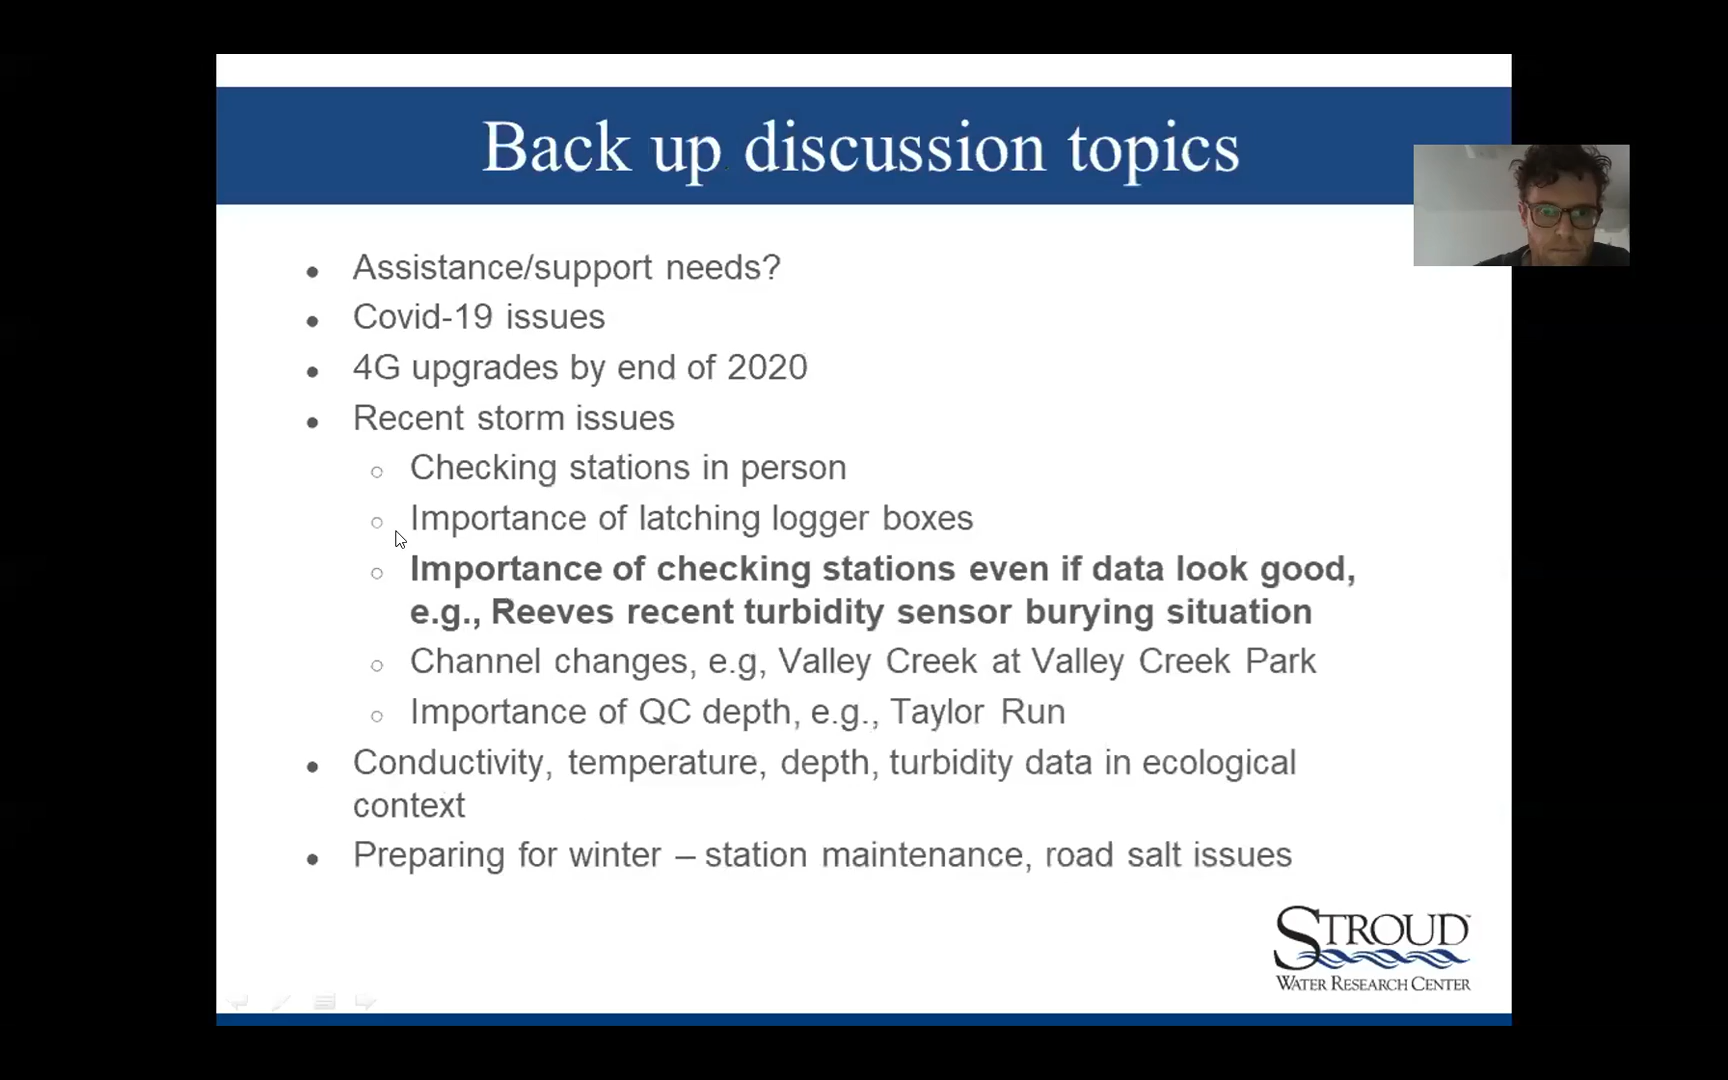 Back up discussion topics
Assistance/support needs?
Covid-19 issues
4G upgrades by end of 2020
Recent storm issues
Checking stations in person
Importance of latching logger boxes
Importance of checking stations even if data look good,
e.g., Reeves recent turbidity sensor burying situation
Channel changes, e.g, Valley Creek at Valley Creek Park
Importance of QC depth, e.g., Taylor Run
Conductivity, temperature, depth, turbidity data in ecological
context
Preparing for winter – station maintenance, road salt issues
STROUD™
WATER RESEARCH CENTER